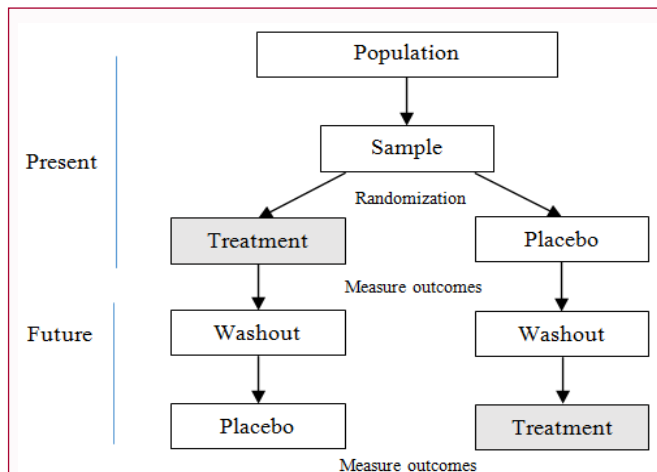 Population
Sample
Present
Randomization
Treatment
Placebo
Measure outcomes
Future
Washout
Washout
Placebo
Treatment
Measure outcomes